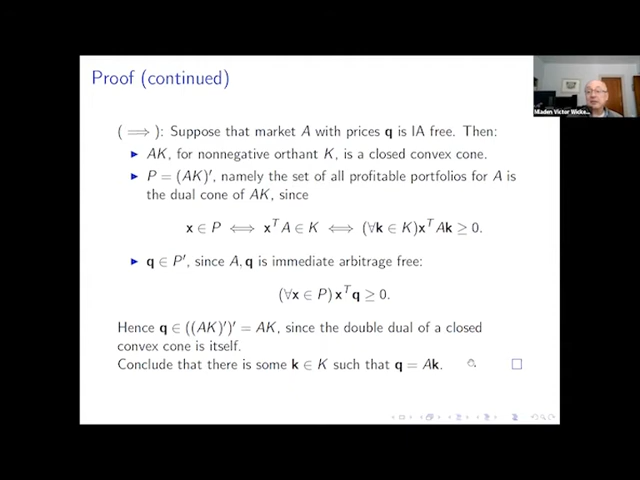 Proof (continued)
Mladen Victor Wicke...
( ⟹ ): Suppose that market A with prices q is IA free. Then:
▶ AK, for nonnegative orthant K, is a closed convex cone.
▶ P = (AK)′, namely the set of all profitable portfolios for A is
the dual cone of AK, since
x ∈ P ⟺ xᵀA ∈ K ⟺ (∀k ∈ K)xᵀAk ≥ 0.
▶ q ∈ P′, since A, q is immediate arbitrage free:
(∀x ∈ P) xᵀq ≥ 0.
Hence q ∈ ((AK)′)′ = AK, since the double dual of a closed
convex cone is itself.
Conclude that there is some k ∈ K such that q = Ak. □